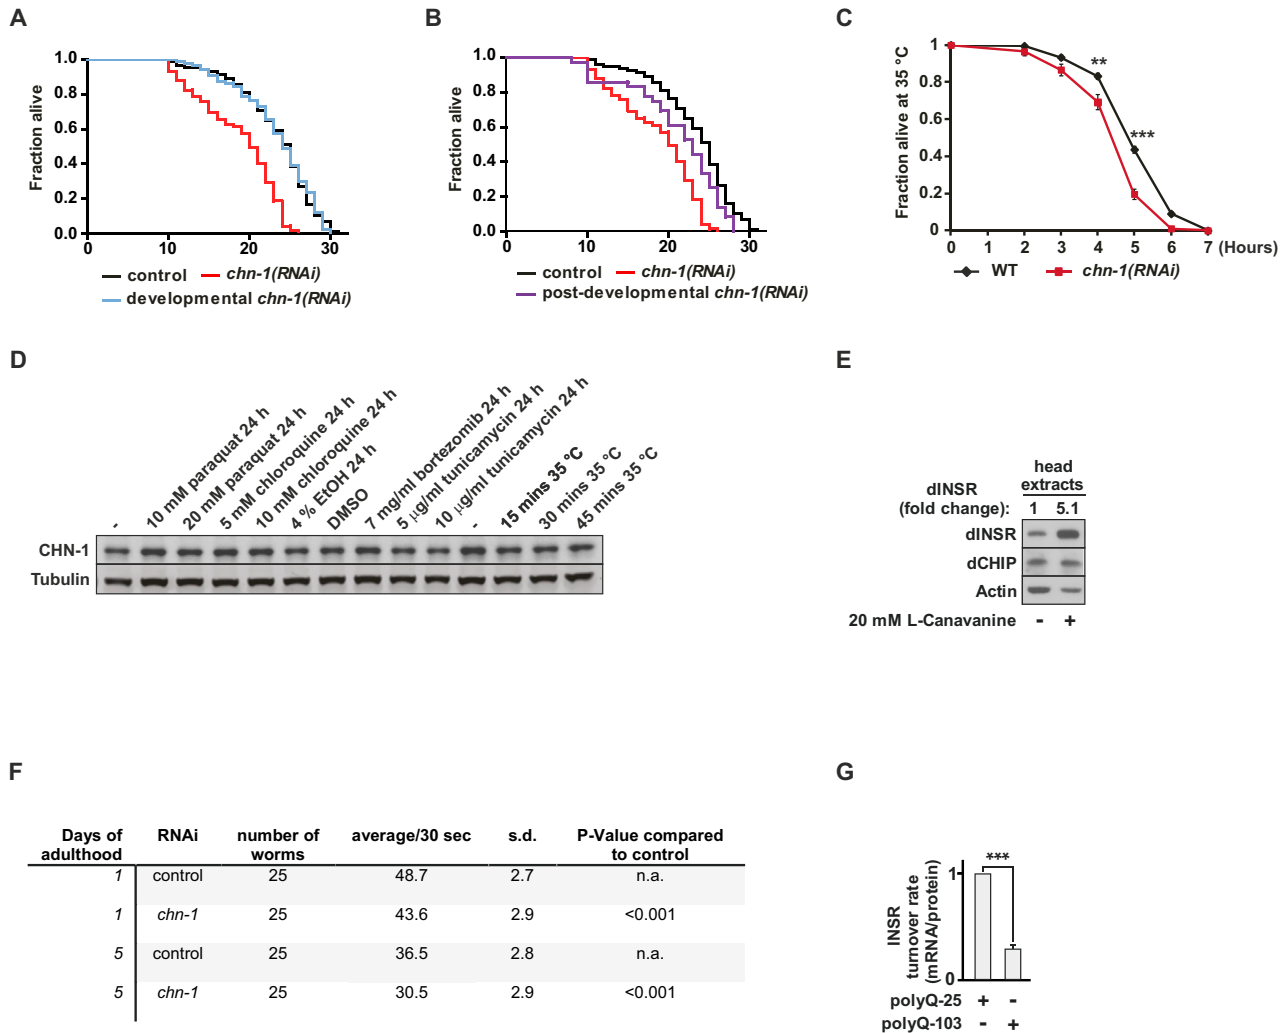 A
Fraction alive
1.0
0.8
0.6
0.4
0.2
0.0
0 10 20 30
control chn-1(RNAi)
developmental chn-1(RNAi)
B
Fraction alive
1.0
0.8
0.6
0.4
0.2
0.0
0 10 20 30
control chn-1(RNAi)
post-developmental chn-1(RNAi)
C
Fraction alive at 35 °C
1
0.8
0.6
0.4
0.2
0
**
***
0 1 2 3 4 5 6 7 (Hours)
WT chn-1(RNAi)
D
-
10 mM paraquat 24 h
20 mM paraquat 24 h
5 mM chloroquine 24 h
10 mM chloroquine 24 h
4 % EtOH 24 h
DMSO
7 mg/ml bortezomib 24 h
5 µg/ml tunicamycin 24 h
10 µg/ml tunicamycin 24 h
-
15 mins 35 °C
30 mins 35 °C
45 mins 35 °C
CHN-1
Tubulin
E
head
extracts
dINSR
(fold change): 1 5.1
dINSR
dCHIP
Actin
20 mM L-Canavanine - +
F
Days of RNAi number of average/30 sec s.d. P-Value compared
adulthood worms to control
1 control 25 48.7 2.7 n.a.
1 chn-1 25 43.6 2.9 <0.001
5 control 25 36.5 2.8 n.a.
5 chn-1 25 30.5 2.9 <0.001
G
INSR
turnover rate
(mRNA/protein)
***
1
0
polyQ-25 + -
polyQ-103 - +